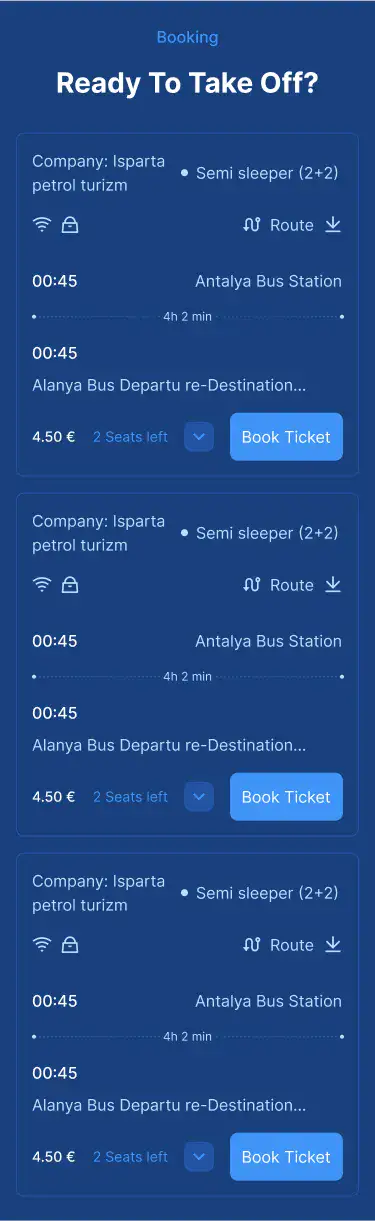 Booking
Ready To Take Off?
Company: Isparta
petrol turizm
Semi sleeper (2+2)
Route
00:45
Antalya Bus Station
4h 2 min
00:45
Alanya Bus Departu re-Destination...
4.50 €
2 Seats left
Book Ticket
Company: Isparta
petrol turizm
Semi sleeper (2+2)
Route
00:45
Antalya Bus Station
4h 2 min
00:45
Alanya Bus Departu re-Destination...
4.50 €
2 Seats left
Book Ticket
Company: Isparta
petrol turizm
Semi sleeper (2+2)
Route
00:45
Antalya Bus Station
4h 2 min
00:45
Alanya Bus Departu re-Destination...
4.50 €
2 Seats left
Book Ticket